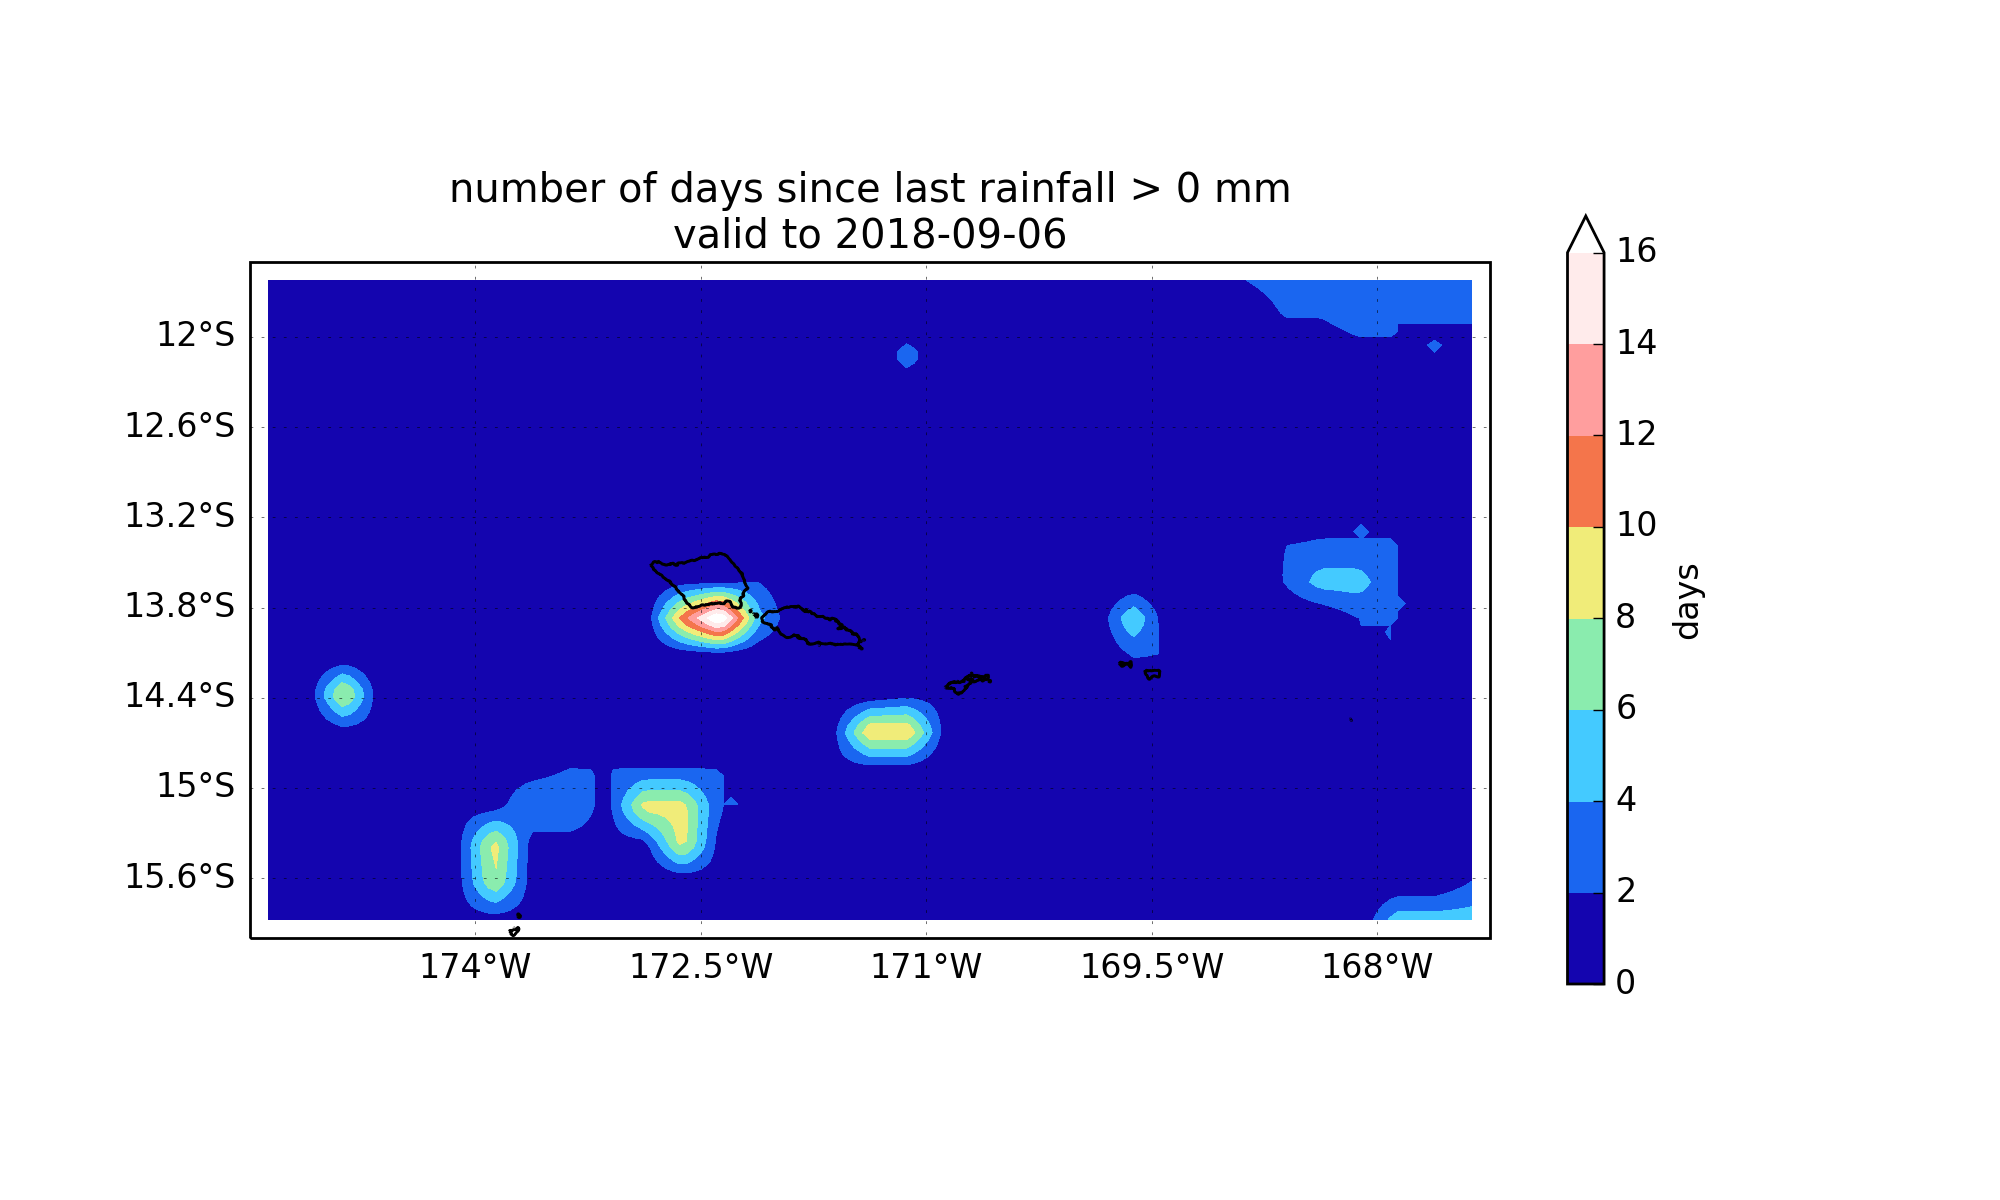 number of days since last rainfall > 0 mm
valid to 2018-09-06
12°S
12.6°S
13.2°S
13.8°S
14.4°S
15°S
15.6°S
174°W
172.5°W
171°W
169.5°W
168°W
16
14
12
10
8
6
4
2
0
days